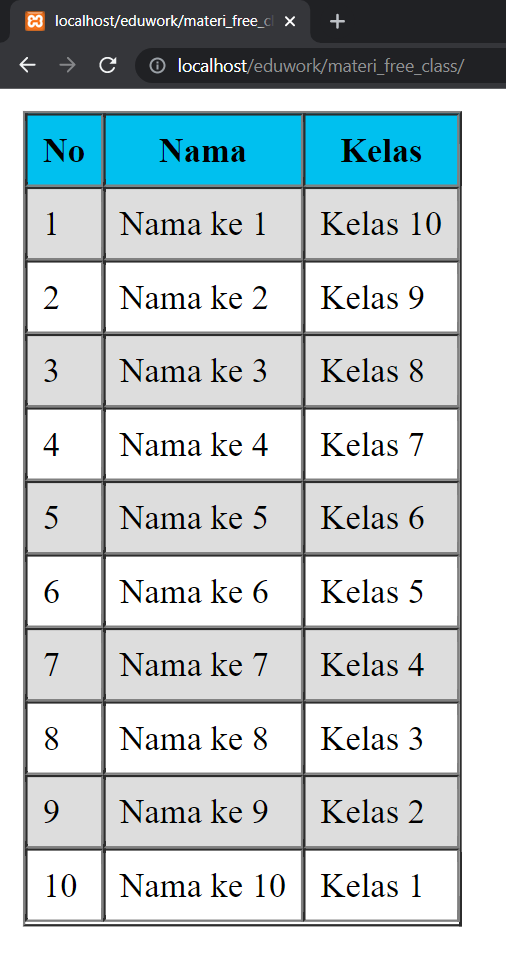 localhost/eduwork/materi_free_cl
localhost/eduwork/materi_free_class/
No Nama Kelas
1 Nama ke 1 Kelas 10
2 Nama ke 2 Kelas 9
3 Nama ke 3 Kelas 8
4 Nama ke 4 Kelas 7
5 Nama ke 5 Kelas 6
6 Nama ke 6 Kelas 5
7 Nama ke 7 Kelas 4
8 Nama ke 8 Kelas 3
9 Nama ke 9 Kelas 2
10 Nama ke 10 Kelas 1